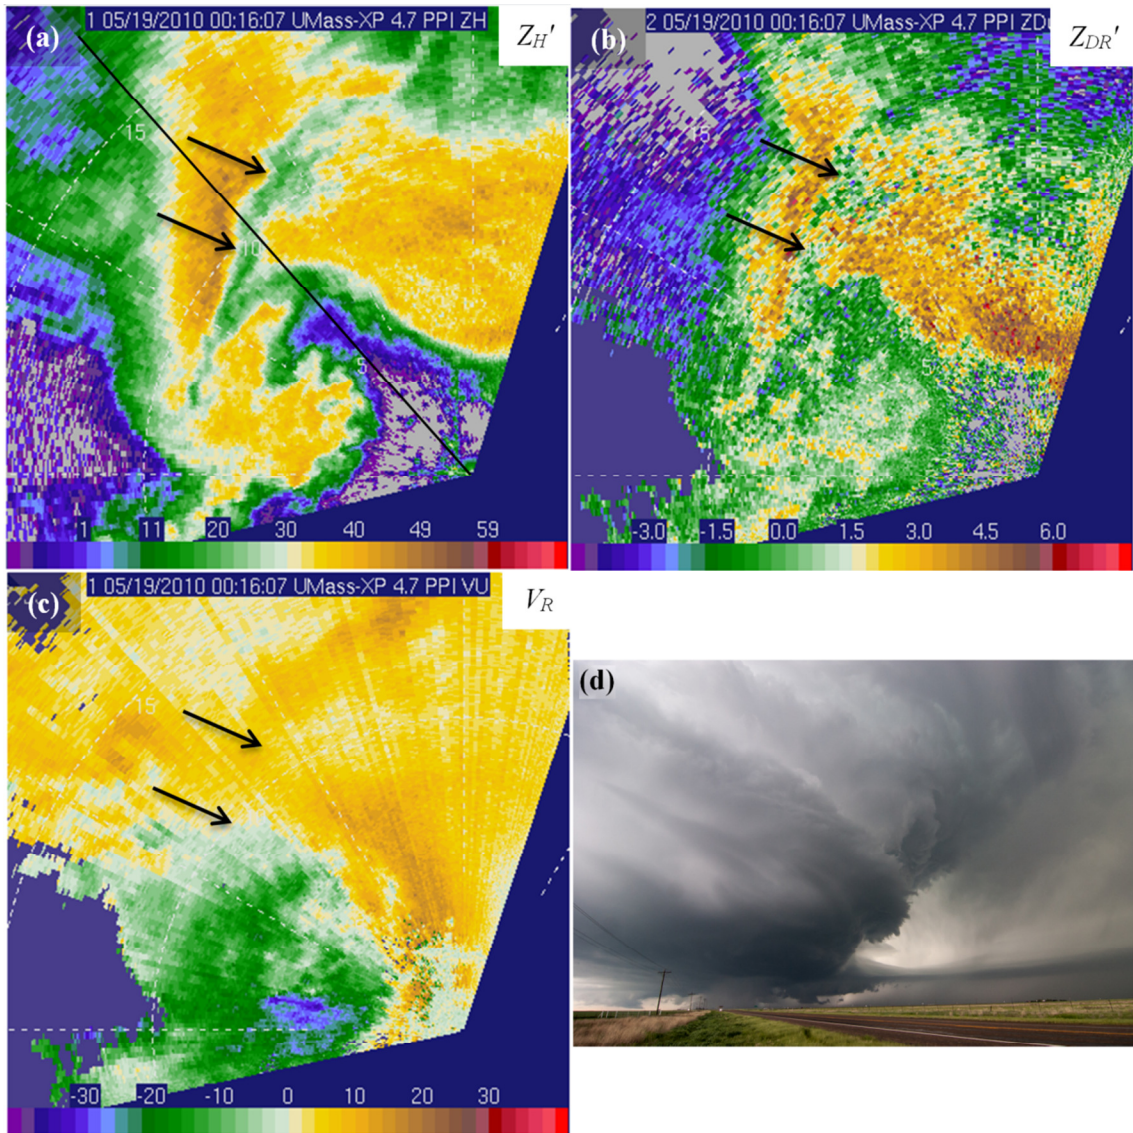 (a) 1 05/19/2010 00:16:07 UMass-XP 4.7 PPI ZH Z_H'
15
10
5
1 11 20 30 40 49 59
(b) 2 05/19/2010 00:16:07 UMass-XP 4.7 PPI Z_DR'
15
5
-3.0 -1.5 0.0 1.5 3.0 4.5 6.0
(c) 1 05/19/2010 00:16:07 UMass-XP 4.7 PPI VU V_R
15
-30 -20 -10 0 10 20 30
(d)